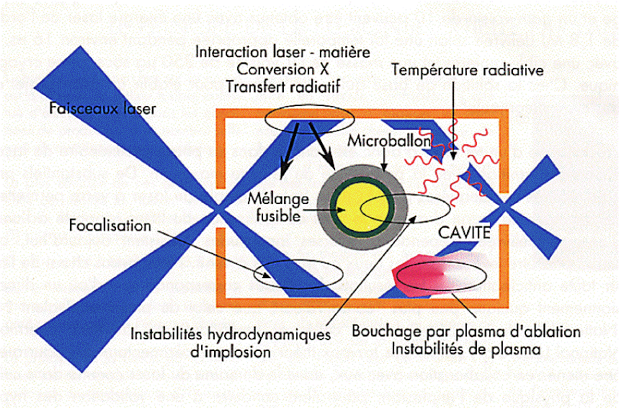 Interaction laser - matière
Conversion X
Transfert radiatif
Température radiative
Faisceaux laser
Microballon
Mélange
fusible
Focalisation
CAVITE
Instabilités hydrodynamiques
d'implosion
Bouchage par plasma d'ablation
Instabilités de plasma